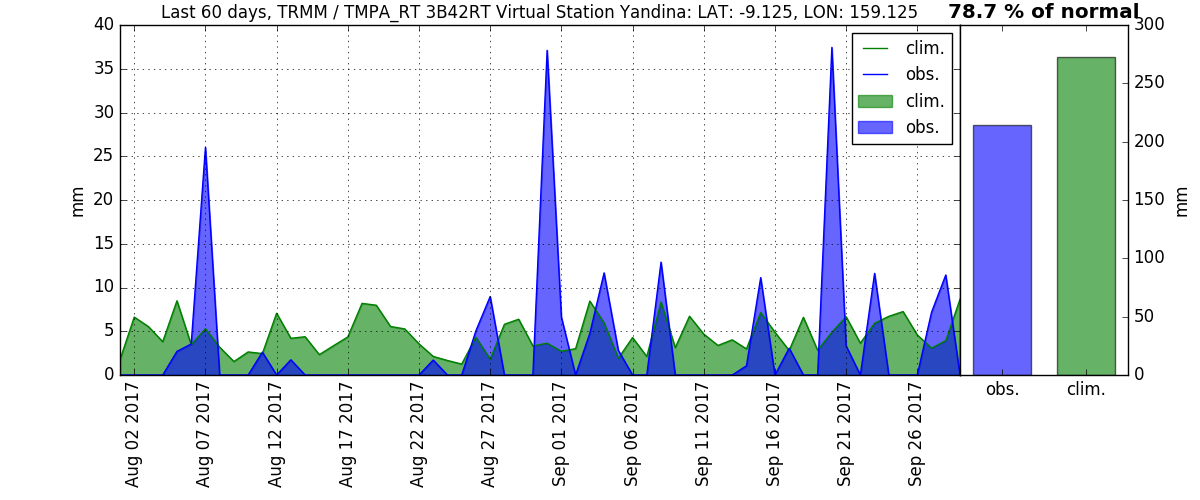 Last 60 days, TRMM / TMPA_RT 3B42RT Virtual Station Yandina: LAT: -9.125, LON: 159.125
78.7 % of normal
mm
40
35
30
25
20
15
10
5
0
clim.
obs.
clim.
obs.
Aug 02 2017
Aug 07 2017
Aug 12 2017
Aug 17 2017
Aug 22 2017
Aug 27 2017
Sep 01 2017
Sep 06 2017
Sep 11 2017
Sep 16 2017
Sep 21 2017
Sep 26 2017
300
250
200
150
100
50
0
mm
obs.
clim.